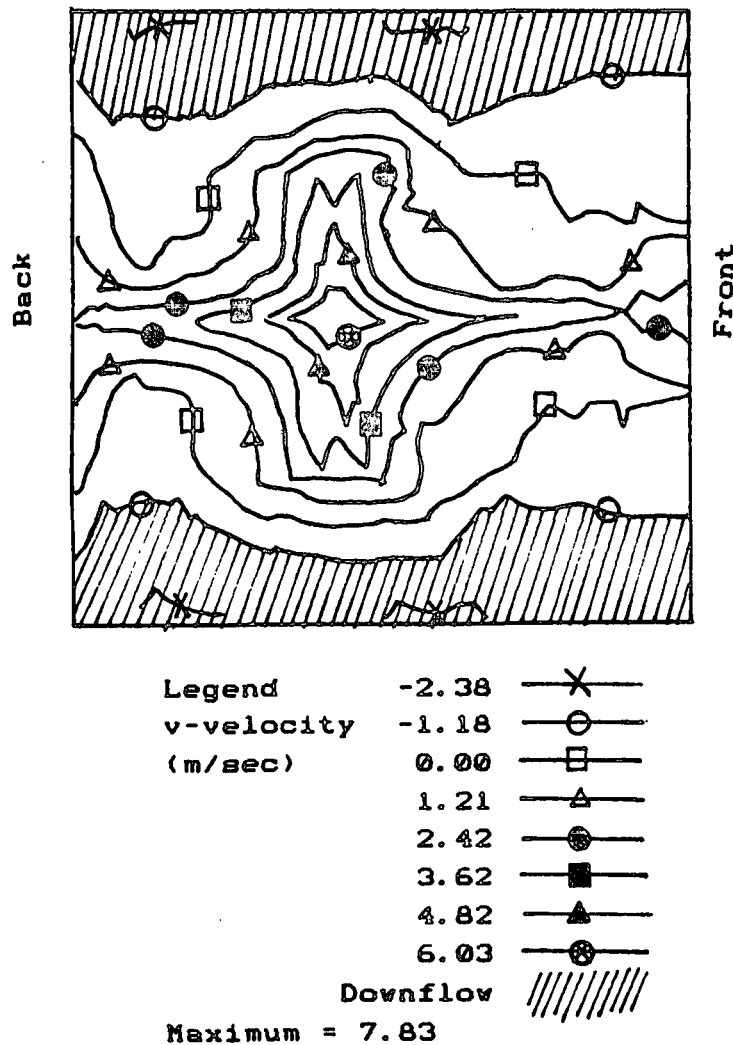 Back
Front
Legend -2.38
v-velocity -1.18
(m/sec) 0.00
1.21
2.42
3.62
4.82
6.03
Downflow
Maximum = 7.83